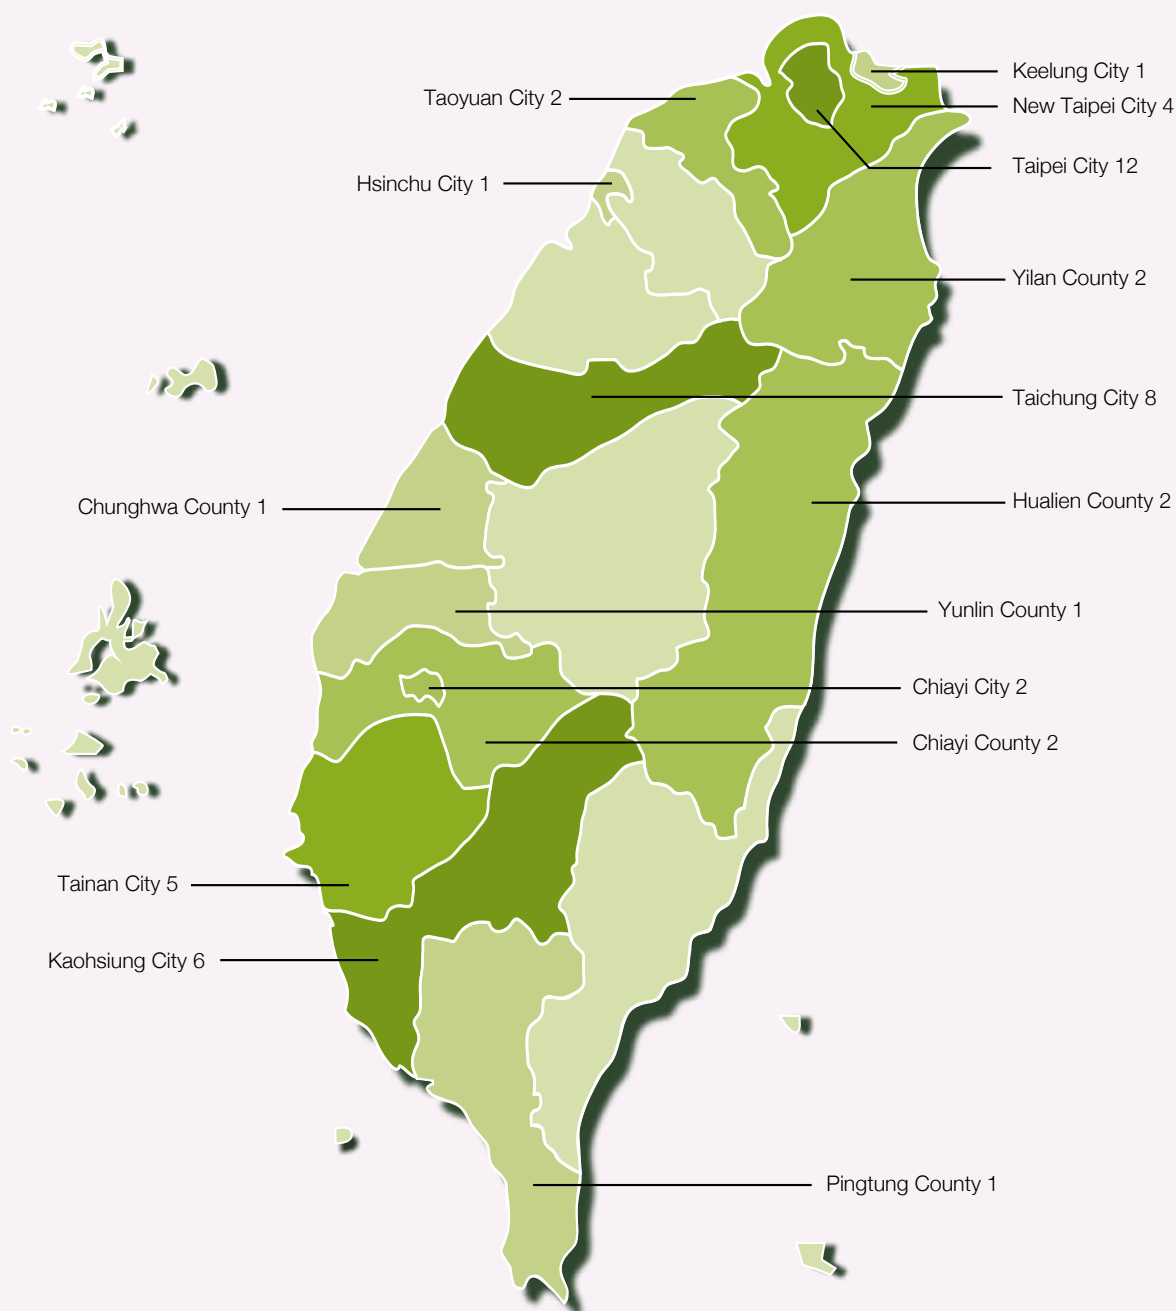 Keelung City 1
Taoyuan City 2
New Taipei City 4
Taipei City 12
Hsinchu City 1
Yilan County 2
Taichung City 8
Hualien County 2
Chunghwa County 1
Yunlin County 1
Chiayi City 2
Chiayi County 2
Tainan City 5
Kaohsiung City 6
Pingtung County 1